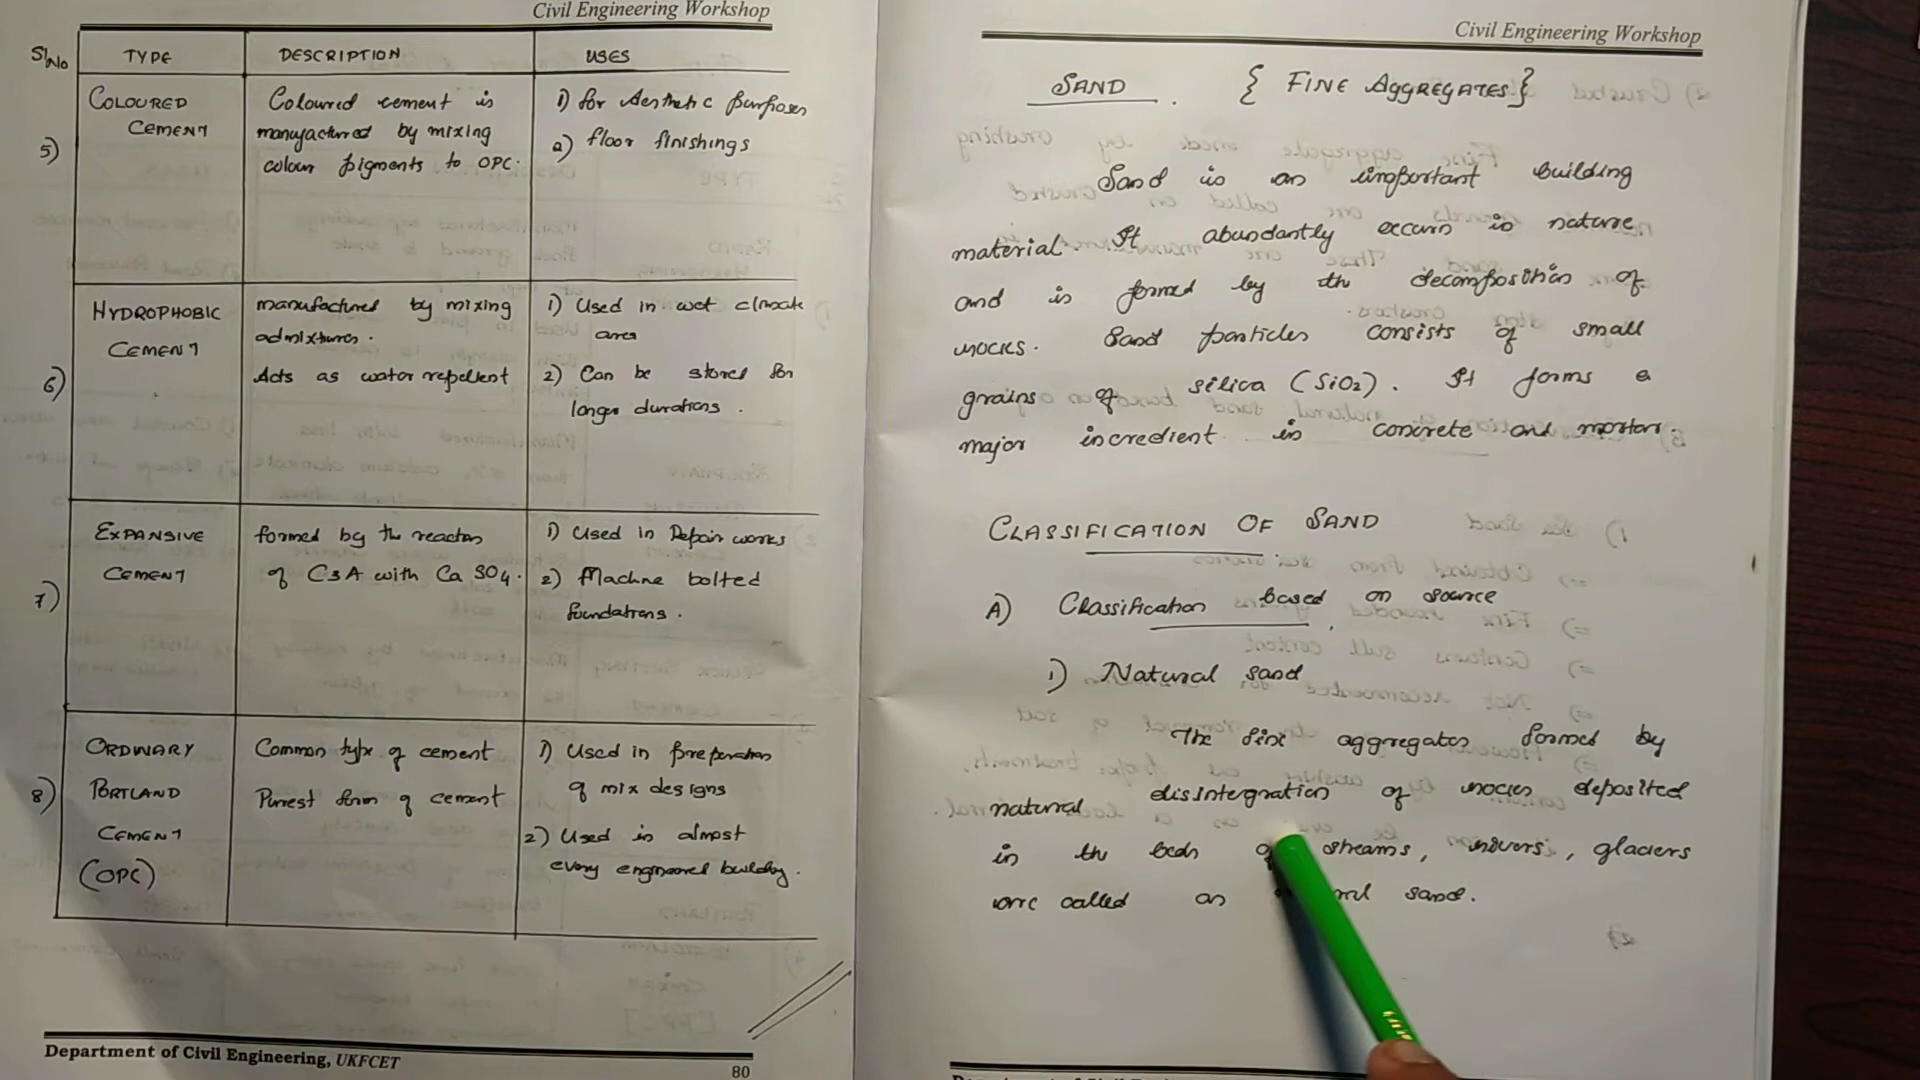 Civil Engineering Workshop
Sl.No TYPE DESCRIPTION USES
5) COLOURED CEMENT
Coloured cement is
manufactured by mixing
colour pigments to OPC.
1) for Aesthetic purposes
2) floor finishings
6) HYDROPHOBIC CEMENT
manufactured by mixing
admixtures.
Acts as water repellent
1) Used in wet climate
area
2) Can be stored for
longer durations.
7) EXPANSIVE CEMENT
formed by the reaction
of C3A with CaSO4.
1) Used in Repair works
2) Machine bolted
foundations.
8) ORDINARY
PORTLAND
CEMENT
(OPC)
Common type of cement
Purest form of cement
1) Used in preperation
of mix designs
2) Used in almost
every engineered building.
Department of Civil Engineering, UKFCET
80
Civil Engineering Workshop
SAND. { FINE AGGREGATES }
Sand is an important building
material. It abundantly occurs in nature
and is formed by the decomposition of
rocks. Sand particles consists of small
grains of silica (SiO2). It forms a
major incredient in concrete and mortar.
CLASSIFICATION OF SAND
A) Classification based on source
1) Natural sand
The fine aggregates formed by
natural disintegration of rocks deposited
in the beds of streams, rivers, glaciers
are called as sand.